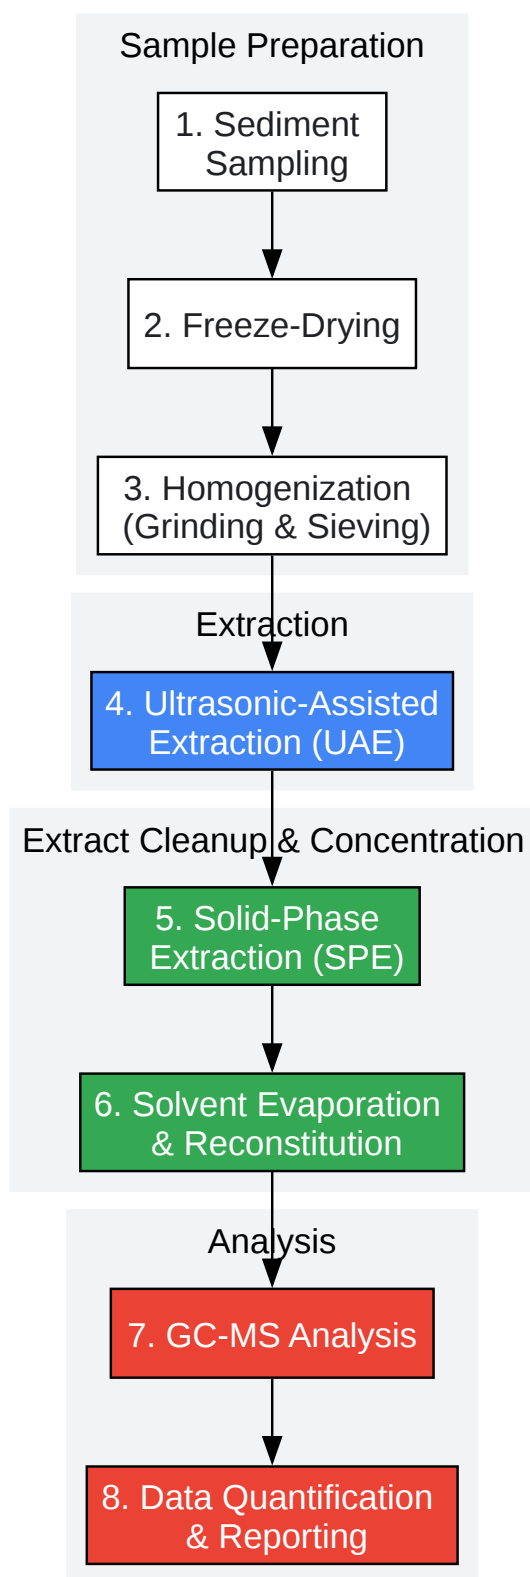 Sample Preparation
1. Sediment
Sampling
2. Freeze-Drying
3. Homogenization
(Grinding & Sieving)
Extraction
4. Ultrasonic-Assisted
Extraction (UAE)
Extract Cleanup & Concentration
5. Solid-Phase
Extraction (SPE)
6. Solvent Evaporation
& Reconstitution
Analysis
7. GC-MS Analysis
8. Data Quantification
& Reporting